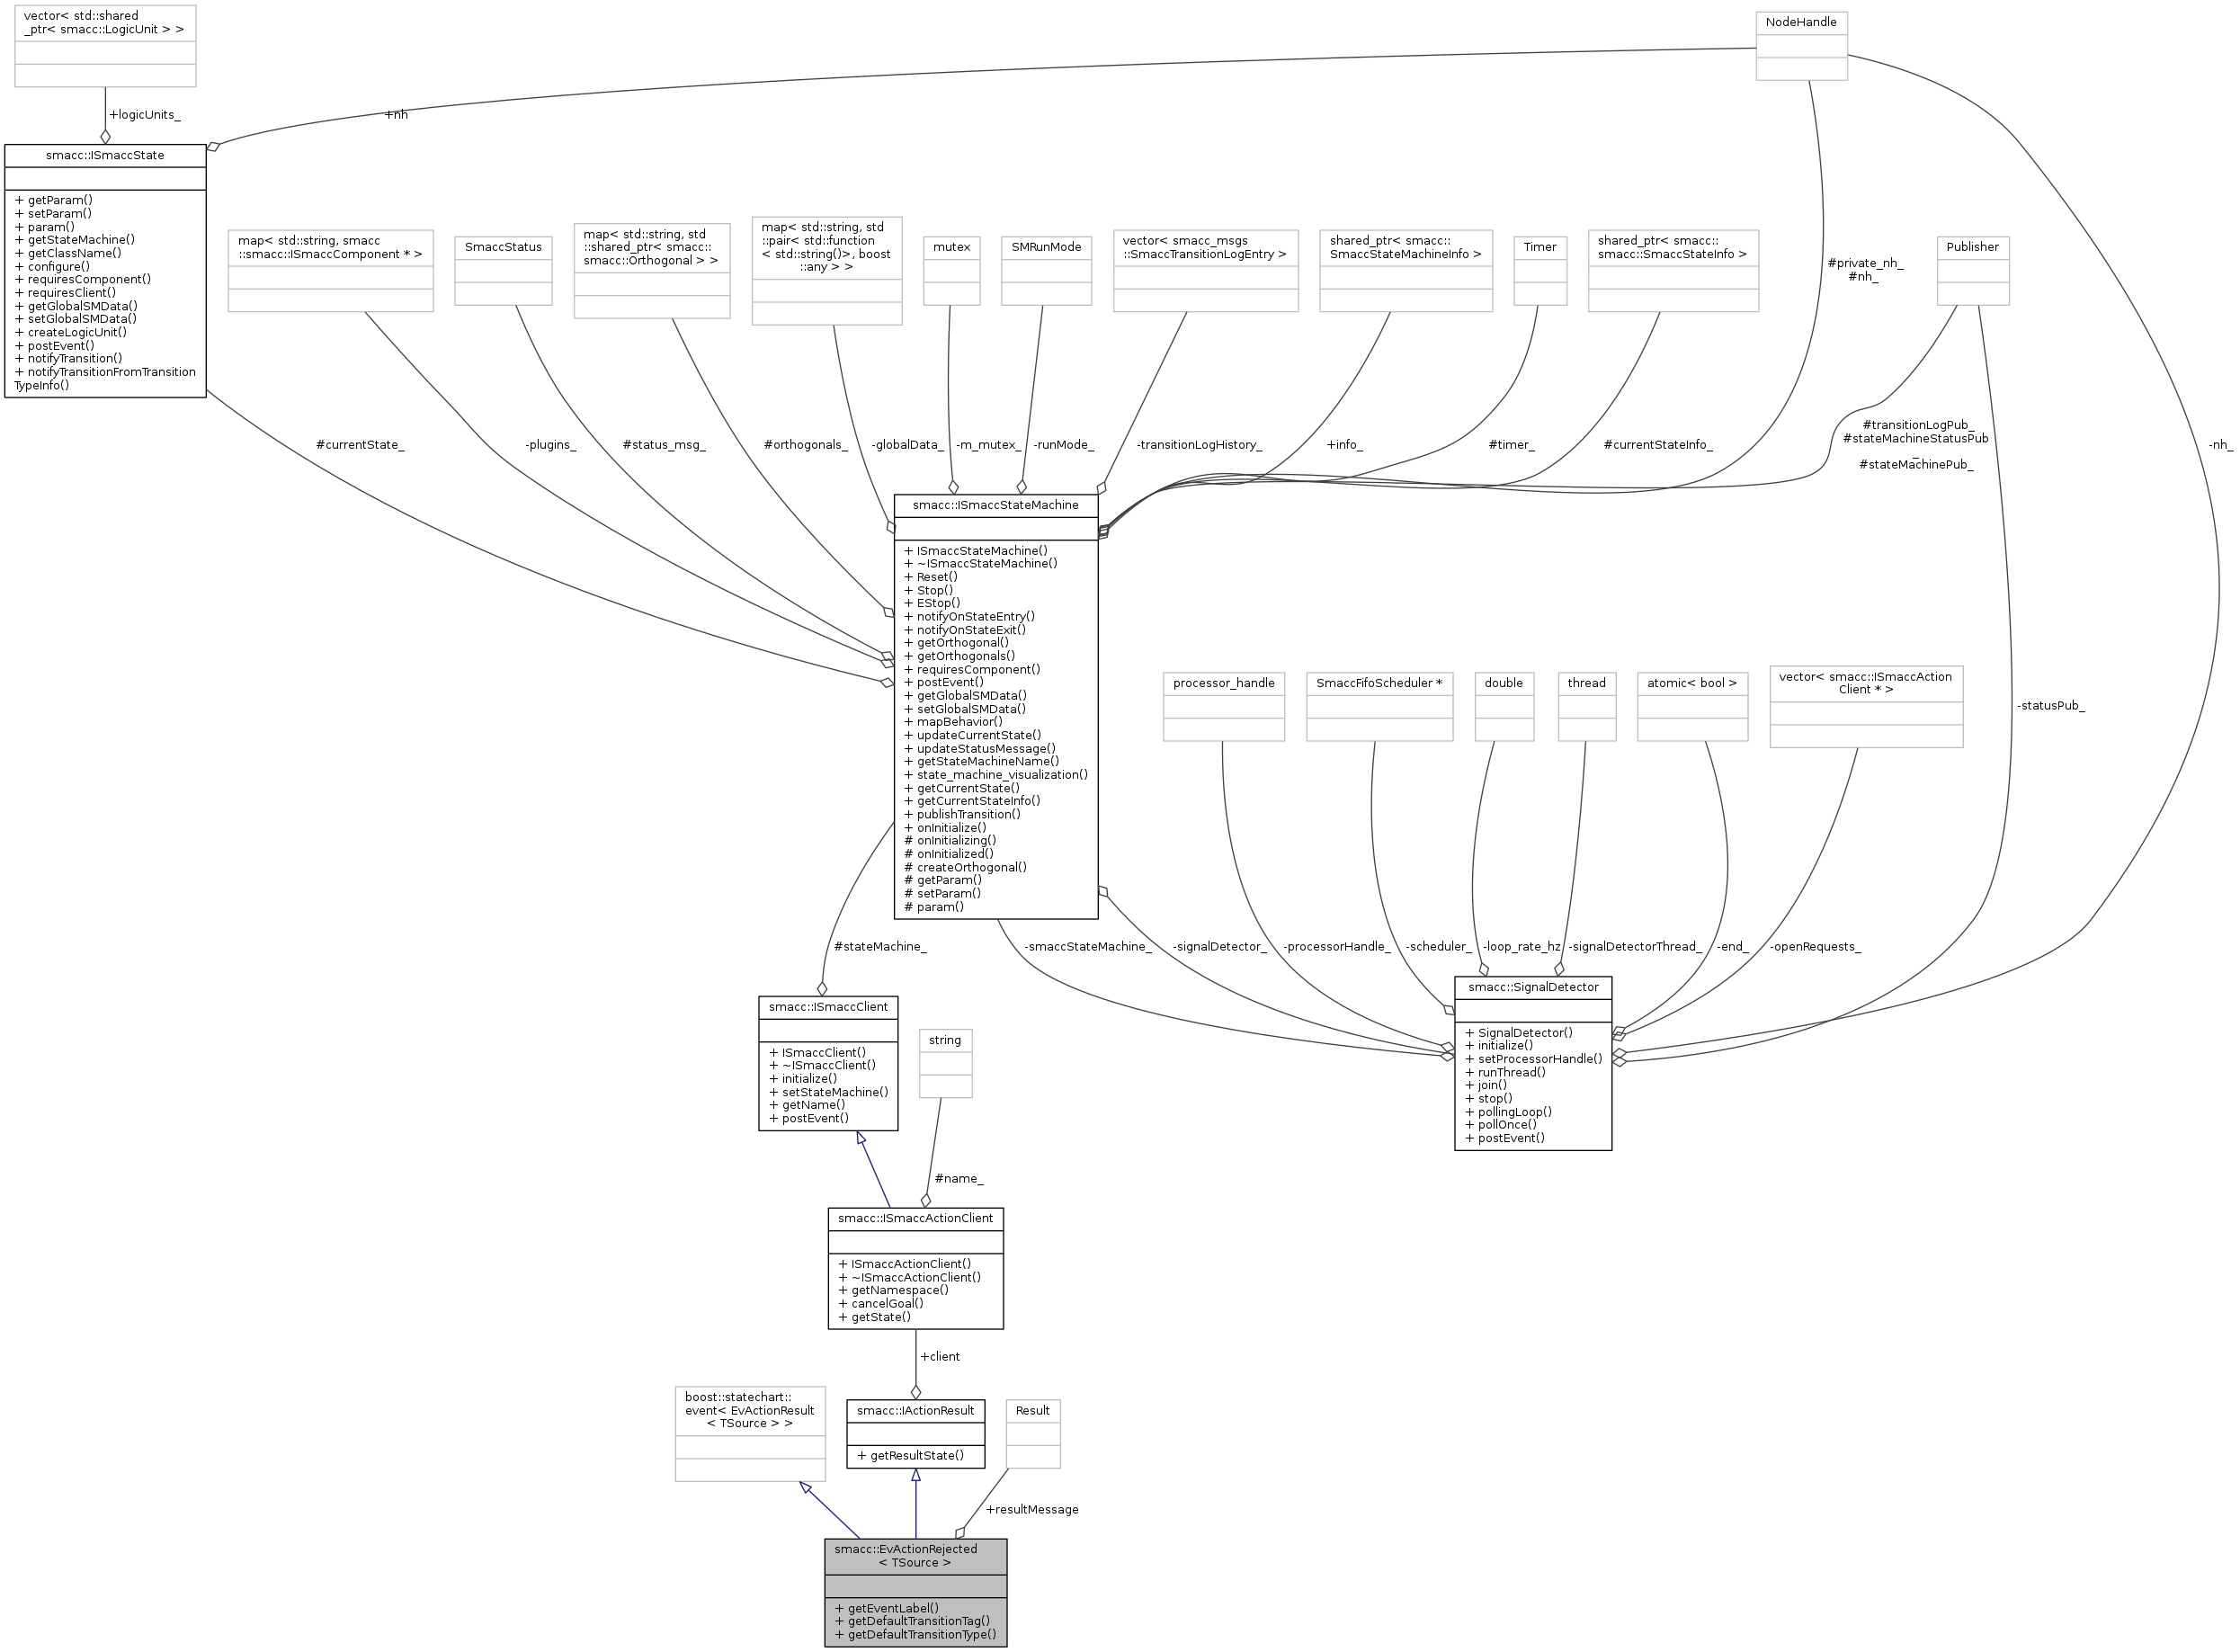 vector< std::shared
_ptr< smacc::LogicUnit > >
NodeHandle
+logicUnits_
+nh
smacc::ISmaccState
+ getParam()
+ setParam()
+ param()
+ getStateMachine()
+ getClassName()
+ configure()
+ requiresComponent()
+ requiresClient()
+ getGlobalSMData()
+ setGlobalSMData()
+ createLogicUnit()
+ postEvent()
+ notifyTransition()
+ notifyTransitionFromTransition
TypeInfo()
map< std::string, smacc
::smacc::ISmaccComponent * >
SmaccStatus
map< std::string, std
::shared_ptr< smacc::
smacc::Orthogonal > >
map< std::string, std
::pair< std::function
< std::string()>, boost
::any > >
mutex
SMRunMode
vector< smacc_msgs
::SmaccTransitionLogEntry >
shared_ptr< smacc::
SmaccStateMachineInfo >
Timer
shared_ptr< smacc::
smacc::SmaccStateInfo >
#private_nh_
#nh_
Publisher
#currentState_
-plugins_
#status_msg_
#orthogonals_
-globalData_
-m_mutex_
-runMode_
-transitionLogHistory_
+info_
#timer_
#currentStateInfo_
#transitionLogPub_
#stateMachineStatusPub
_
#stateMachinePub_
-nh_
smacc::ISmaccStateMachine
+ ISmaccStateMachine()
+ ~ISmaccStateMachine()
+ Reset()
+ Stop()
+ EStop()
+ notifyOnStateEntry()
+ notifyOnStateExit()
+ getOrthogonal()
+ getOrthogonals()
+ requiresComponent()
+ postEvent()
+ getGlobalSMData()
+ setGlobalSMData()
+ mapBehavior()
+ updateCurrentState()
+ updateStatusMessage()
+ getStateMachineName()
+ state_machine_visualization()
+ getCurrentState()
+ getCurrentStateInfo()
+ publishTransition()
+ onInitialize()
# onInitializing()
# onInitialized()
# createOrthogonal()
# getParam()
# setParam()
# param()
processor_handle
SmaccFifoScheduler *
double
thread
atomic< bool >
vector< smacc::ISmaccAction
Client * >
-statusPub_
#stateMachine_
-smaccStateMachine_
-signalDetector_
-processorHandle_
-scheduler_
-loop_rate_hz
-signalDetectorThread_
-end_
-openRequests_
smacc::SignalDetector
+ SignalDetector()
+ initialize()
+ setProcessorHandle()
+ runThread()
+ join()
+ stop()
+ pollingLoop()
+ pollOnce()
+ postEvent()
smacc::ISmaccClient
+ ISmaccClient()
+ ~ISmaccClient()
+ initialize()
+ setStateMachine()
+ getName()
+ postEvent()
string
#name_
smacc::ISmaccActionClient
+ ISmaccActionClient()
+ ~ISmaccActionClient()
+ getNamespace()
+ cancelGoal()
+ getState()
+client
boost::statechart::
event< EvActionResult
< TSource > >
smacc::IActionResult
+ getResultState()
Result
+resultMessage
smacc::EvActionRejected
< TSource >
+ getEventLabel()
+ getDefaultTransitionTag()
+ getDefaultTransitionType()